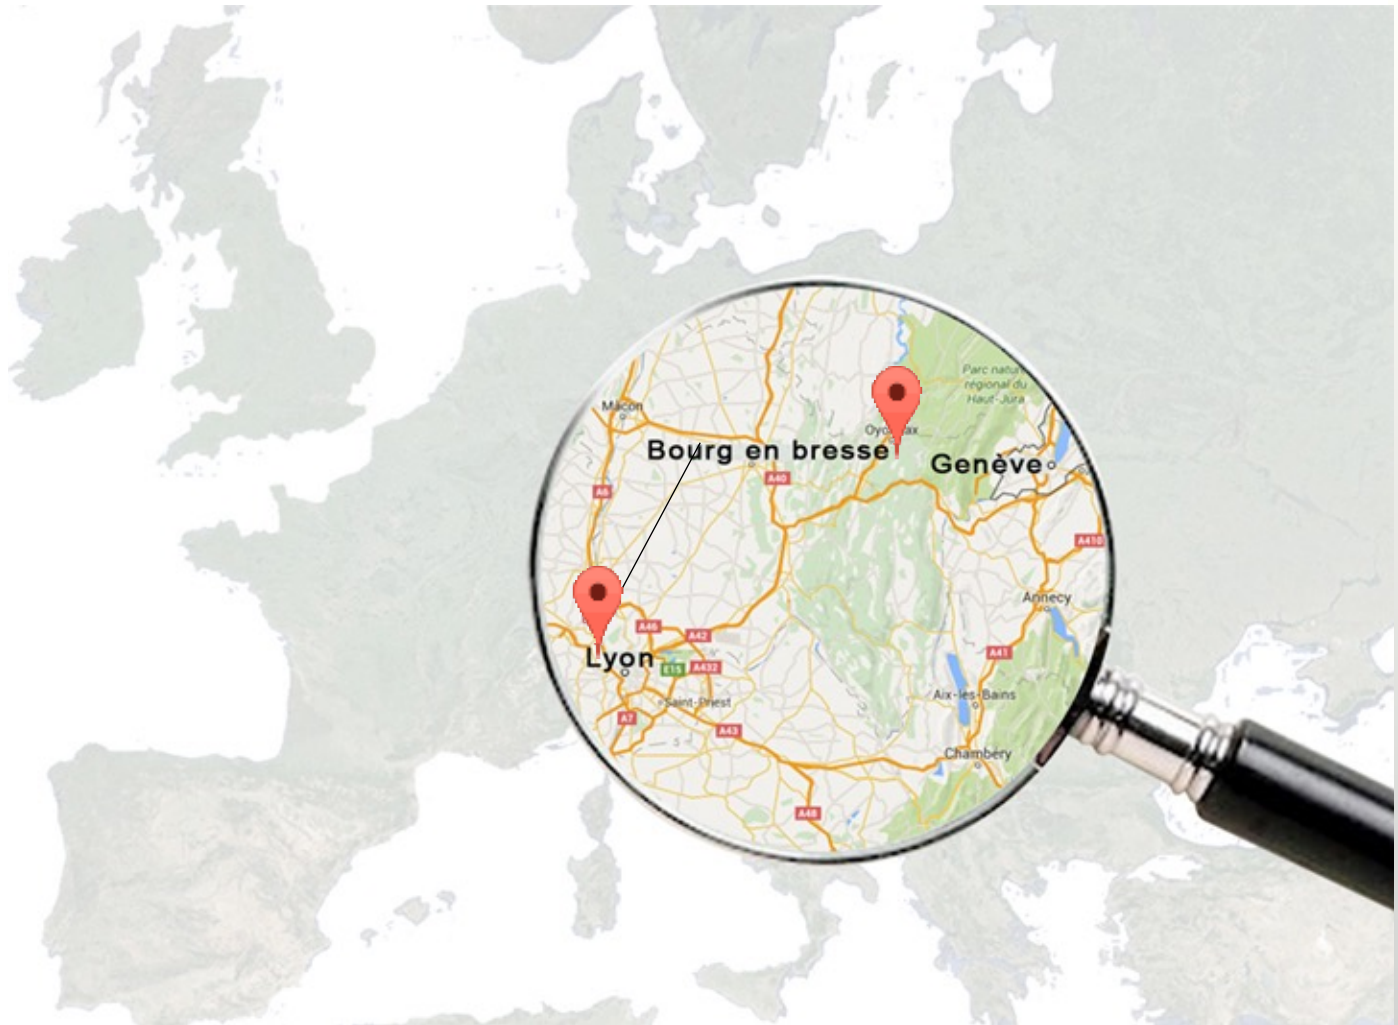 Parc natur
régional du
Haut-Jura
Mâcon
Bourg en bresse
Genève
A40
A6
A410
Annecy
A46
A42
Lyon
E15
A432
A41
Aix-les-Bains
Saint-Priest
A7
A43
Chambéry
A48